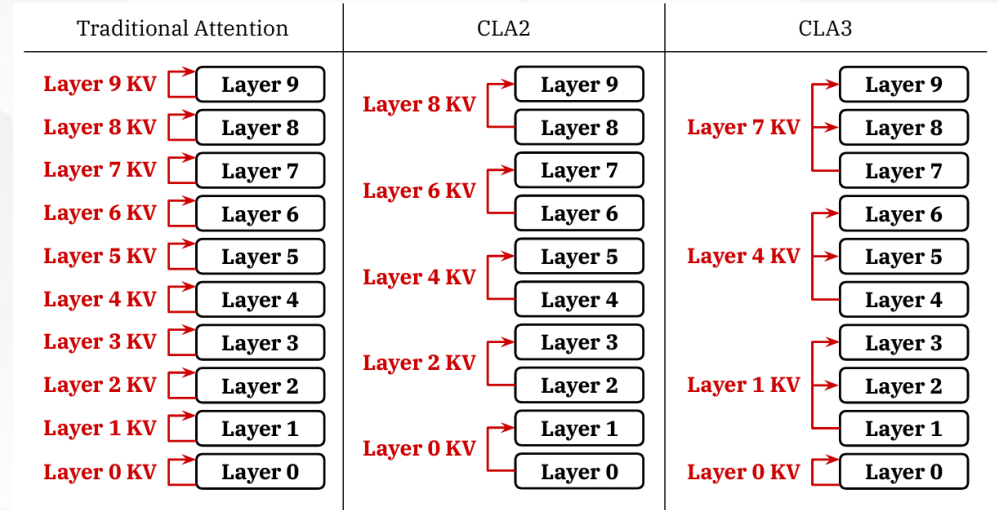 Traditional Attention
CLA2
CLA3
Layer 9 KV
Layer 9
Layer 8 KV
Layer 8
Layer 7 KV
Layer 7
Layer 6 KV
Layer 6
Layer 5 KV
Layer 5
Layer 4 KV
Layer 4
Layer 3 KV
Layer 3
Layer 2 KV
Layer 2
Layer 1 KV
Layer 1
Layer 0 KV
Layer 0
Layer 8 KV
Layer 9
Layer 8
Layer 6 KV
Layer 7
Layer 6
Layer 4 KV
Layer 5
Layer 4
Layer 2 KV
Layer 3
Layer 2
Layer 0 KV
Layer 1
Layer 0
Layer 7 KV
Layer 9
Layer 8
Layer 7
Layer 4 KV
Layer 6
Layer 5
Layer 4
Layer 1 KV
Layer 3
Layer 2
Layer 1
Layer 0 KV
Layer 0